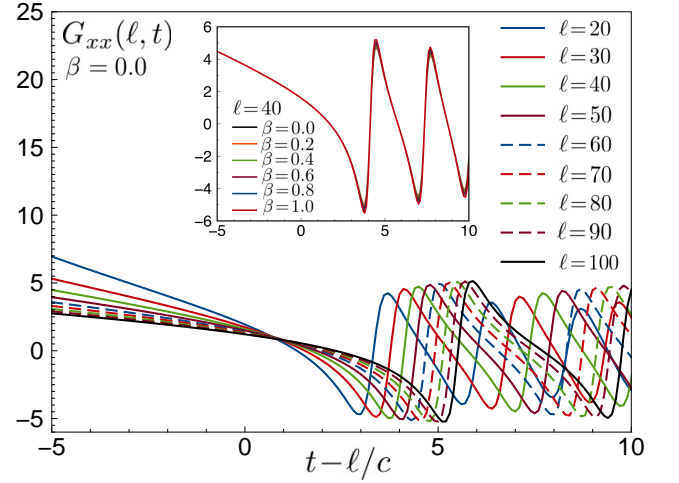 25
20
15
10
5
0
−5
G_{xx}(ℓ, t)
β = 0.0
6
4
2
0
−2
−4
−6
ℓ=40
β=0.0
β=0.2
β=0.4
β=0.6
β=0.8
β=1.0
−5
0
5
10
ℓ=20
ℓ=30
ℓ=40
ℓ=50
ℓ=60
ℓ=70
ℓ=80
ℓ=90
ℓ=100
−5
0
5
10
t−ℓ/c